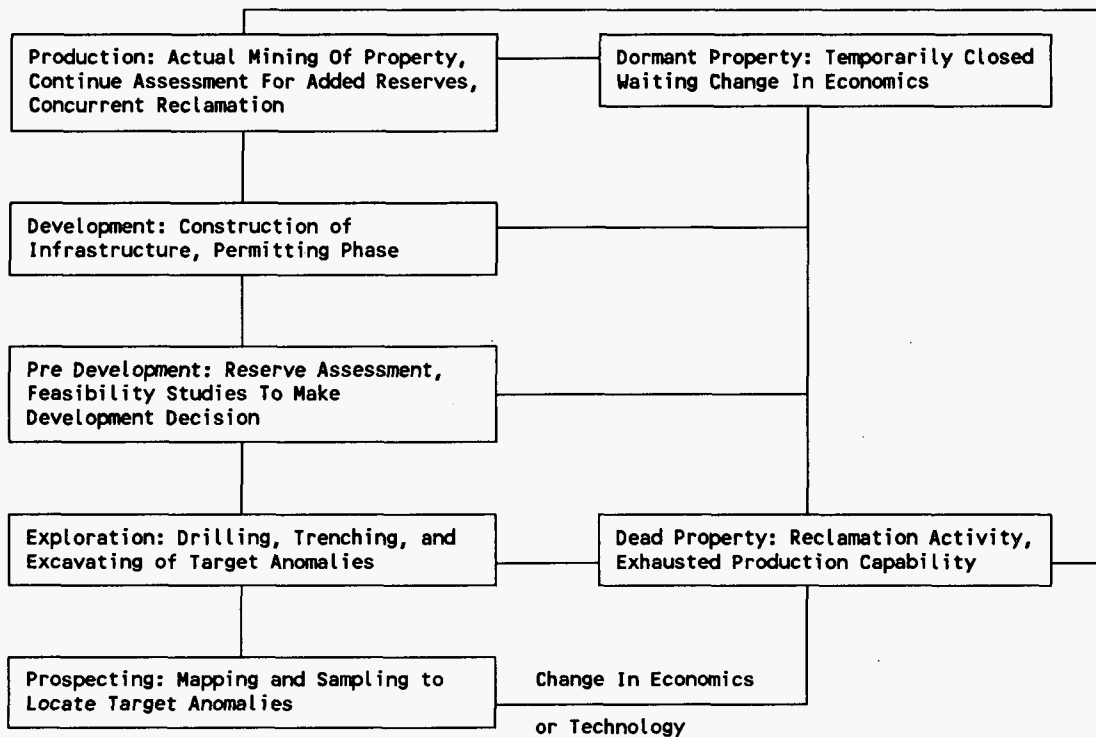 Production: Actual Mining Of Property,
Continue Assessment For Added Reserves,
Concurrent Reclamation
Dormant Property: Temporarily Closed
Waiting Change In Economics
Development: Construction of
Infrastructure, Permitting Phase
Pre Development: Reserve Assessment,
Feasibility Studies To Make
Development Decision
Exploration: Drilling, Trenching, and
Excavating of Target Anomalies
Dead Property: Reclamation Activity,
Exhausted Production Capability
Prospecting: Mapping and Sampling to
Locate Target Anomalies
Change In Economics
or Technology